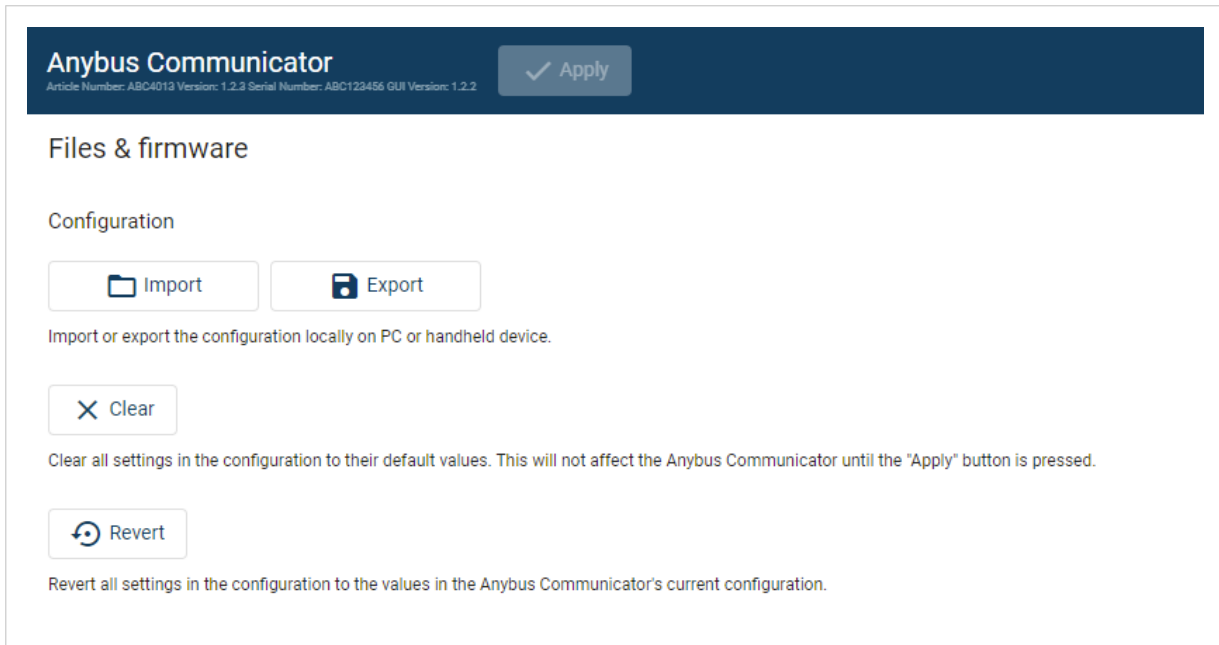 Anybus Communicator
Apply
Article Number: ABC4013 Version: 1.2.3 Serial Number: ABC123456 GUI Version: 1.2.2
Files & firmware
Configuration
Import
Export
Import or export the configuration locally on PC or handheld device.
Clear
Clear all settings in the configuration to their default values. This will not affect the Anybus Communicator until the "Apply" button is pressed.
Revert
Revert all settings in the configuration to the values in the Anybus Communicator's current configuration.